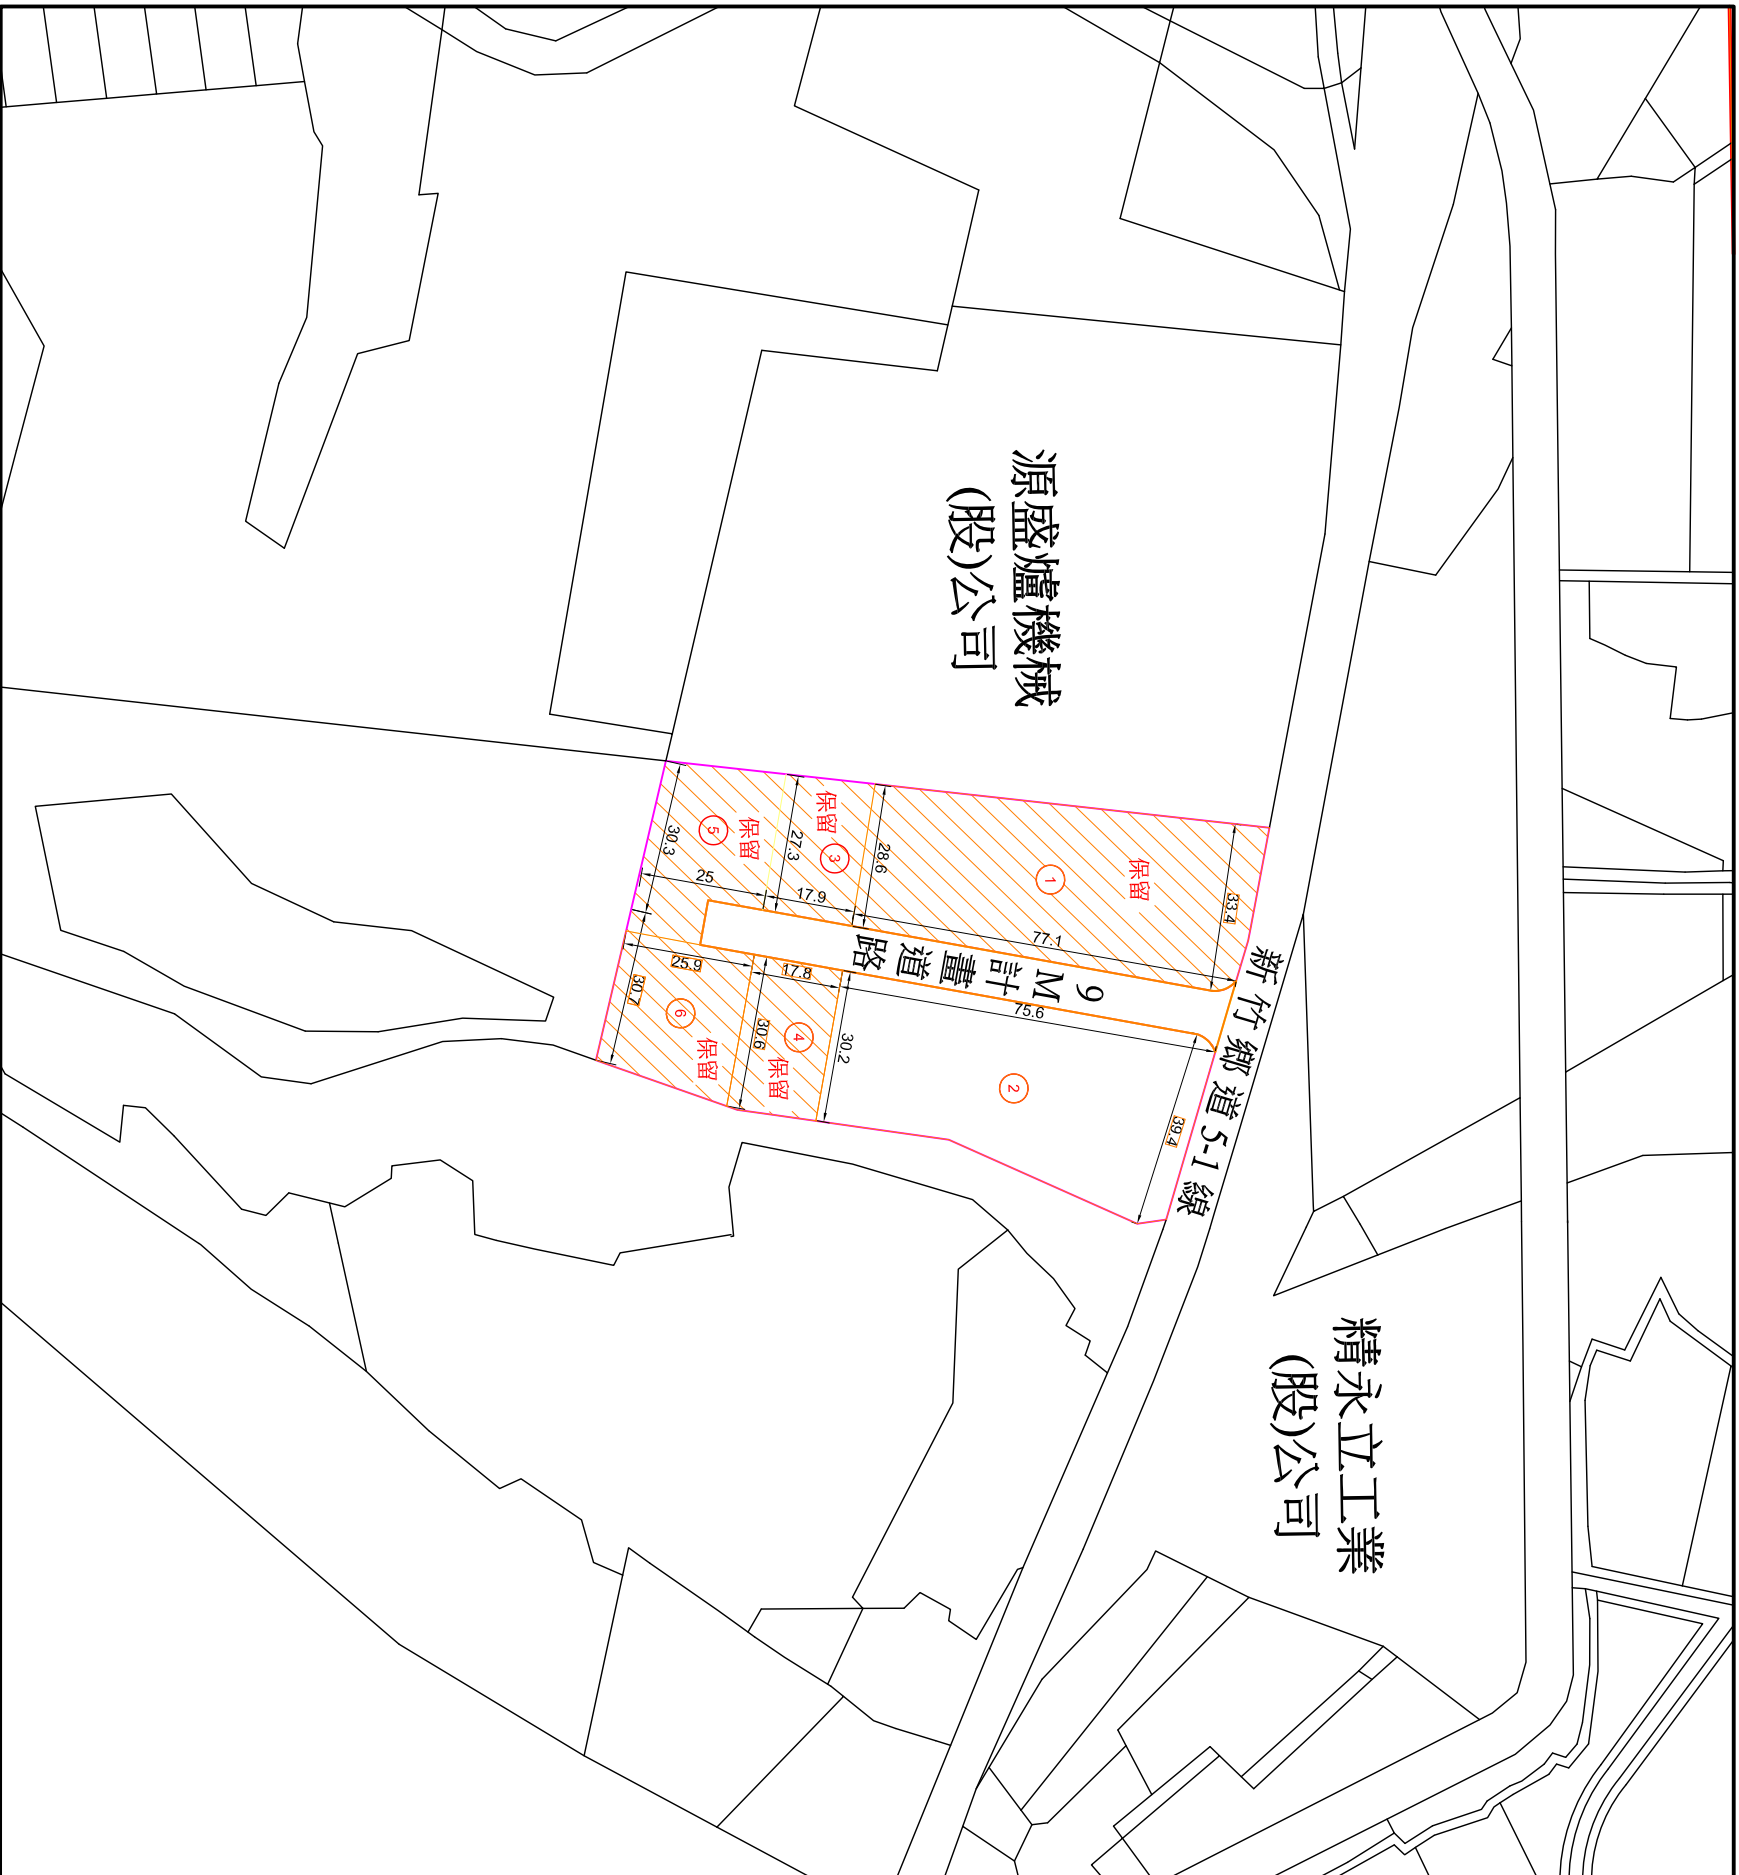 源盛爐機械
(股)公司
精永立工業
(股)公司
新竹鄉道5-1線
9M計畫道路
保留
1
33.4
77.1
28.6
保留
3
27.3
17.9
保留
5
30.3
25
2
39.4
75.6
30.2
4
保留
17.8
30.6
6
保留
25.9
30.7